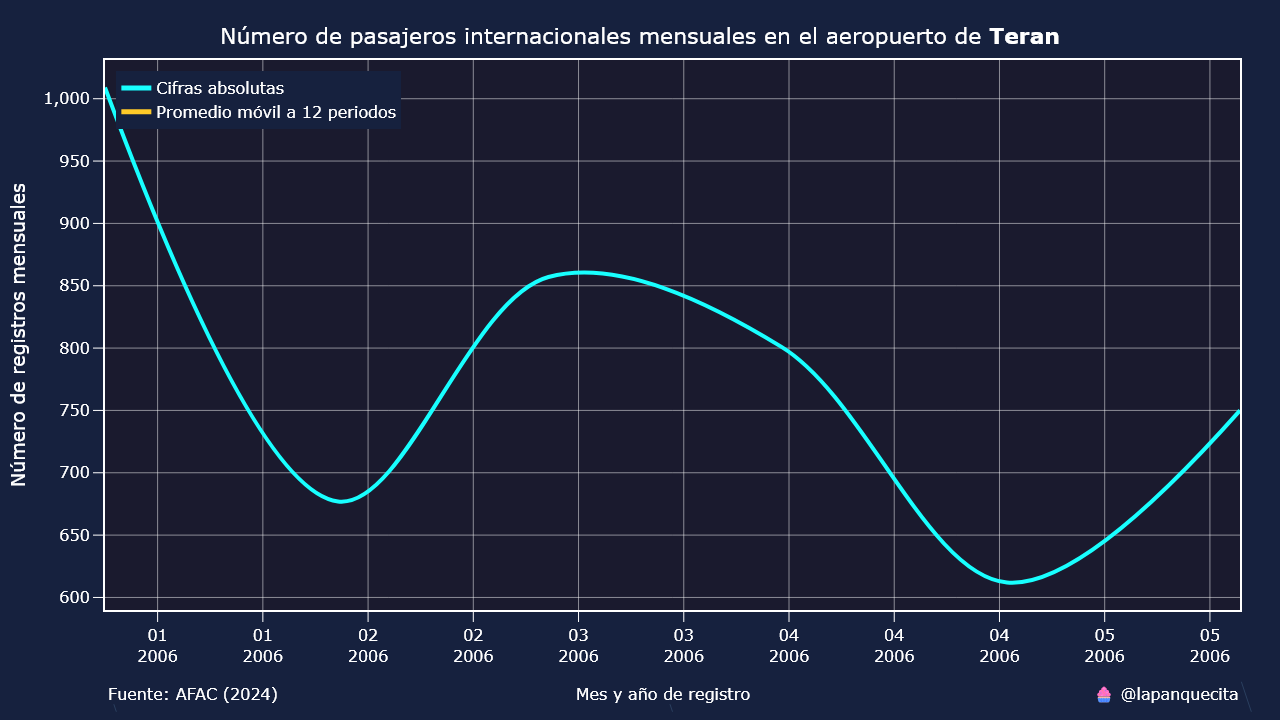 Número de pasajeros internacionales mensuales en el aeropuerto de Teran
Cifras absolutas
Promedio móvil a 12 periodos
Número de registros mensuales
1,000
950
900
850
800
750
700
650
600
01 01 02 02 03 03 04 04 04 05 05
2006 2006 2006 2006 2006 2006 2006 2006 2006 2006 2006
Fuente: AFAC (2024) Mes y año de registro @lapanquecita